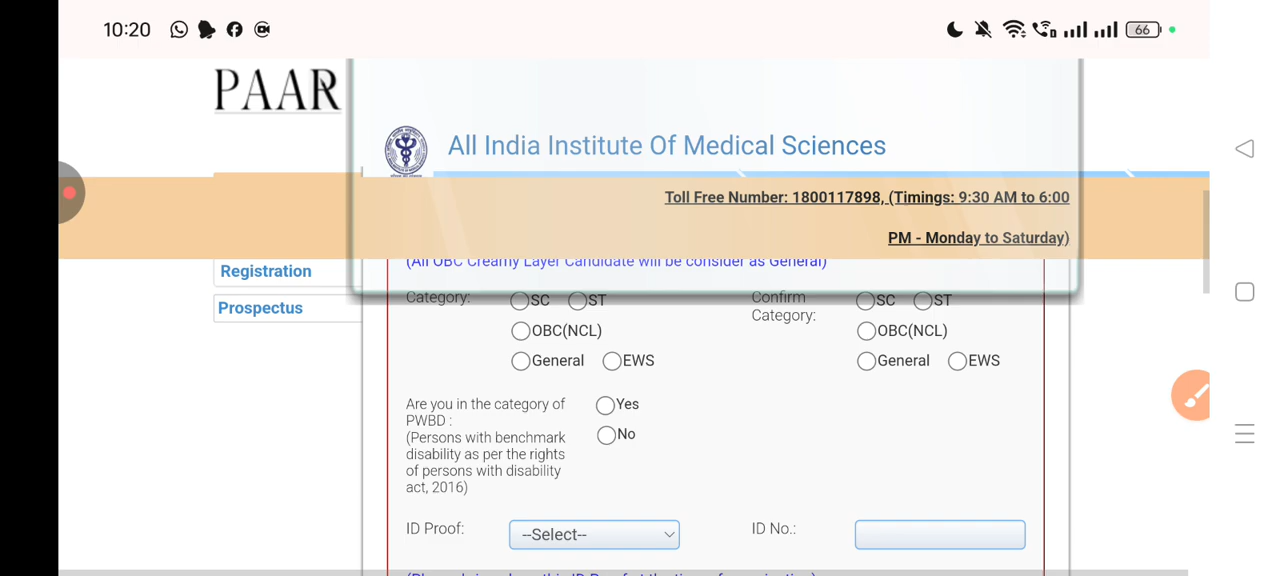 10:20
66
PAAR
All India Institute Of Medical Sciences
Toll Free Number: 1800117898, (Timings: 9:30 AM to 6:00
PM - Monday to Saturday)
(All OBC Creamy Layer Candidate will be consider as General)
Registration
Prospectus
Category:
SC ST
OBC(NCL)
General EWS
Confirm
Category:
SC ST
OBC(NCL)
General EWS
Are you in the category of
PWBD :
(Persons with benchmark
disability as per the rights
of persons with disability
act, 2016)
Yes
No
ID Proof:
--Select--
ID No.: